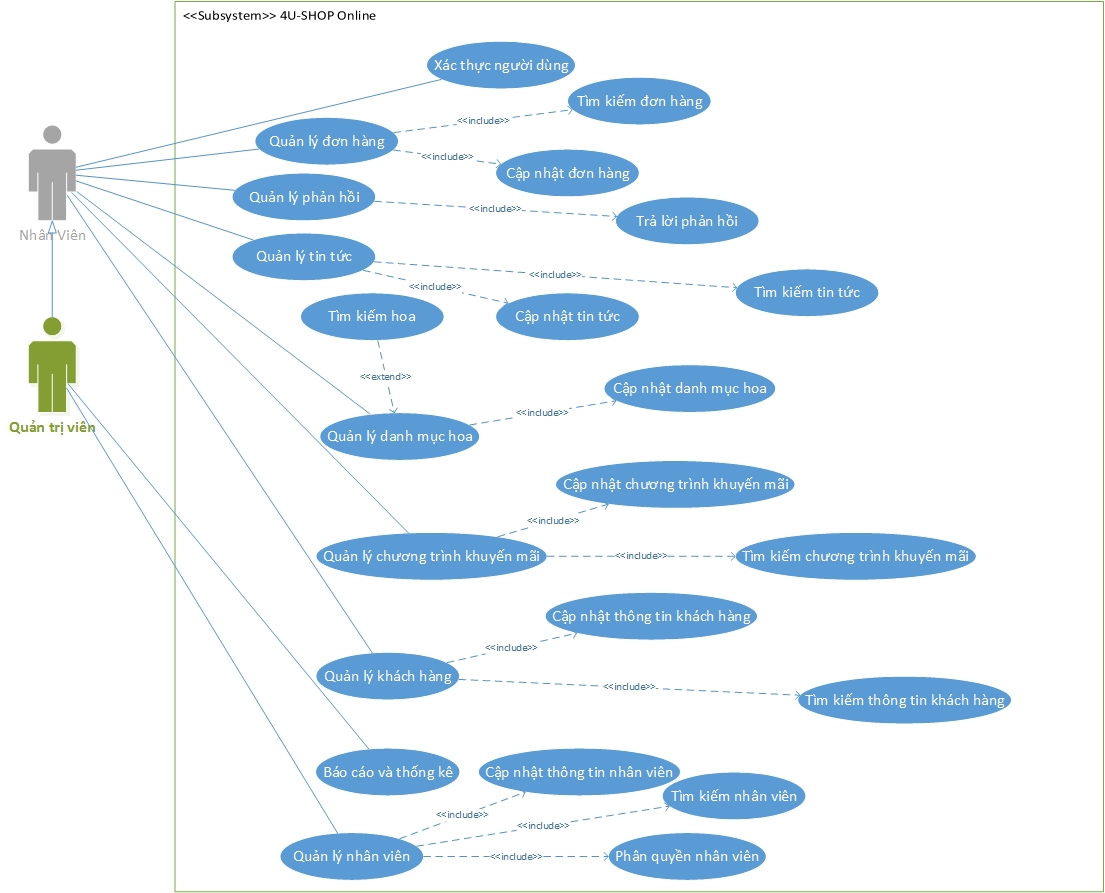 <<Subsystem>> 4U-SHOP Online
Xác thực người dùng
Tìm kiếm đơn hàng
<<include>>
Quản lý đơn hàng
<<include>>
Cập nhật đơn hàng
Quản lý phản hồi
<<include>>
Trả lời phản hồi
Nhân Viên
Quản lý tin tức
<<include>>
<<include>>
Tìm kiếm tin tức
Tìm kiếm hoa
Cập nhật tin tức
<<extend>>
Cập nhật danh mục hoa
<<include>>
Quản trị viên
Quản lý danh mục hoa
Cập nhật chương trình khuyến mãi
<<include>>
Quản lý chương trình khuyến mãi
<<include>>
Tìm kiếm chương trình khuyến mãi
Cập nhật thông tin khách hàng
<<include>>
Quản lý khách hàng
<<include>>
Tìm kiếm thông tin khách hàng
Báo cáo và thống kê
Cập nhật thông tin nhân viên
Tìm kiếm nhân viên
<<include>>
<<include>>
Quản lý nhân viên
<<include>>
Phân quyền nhân viên